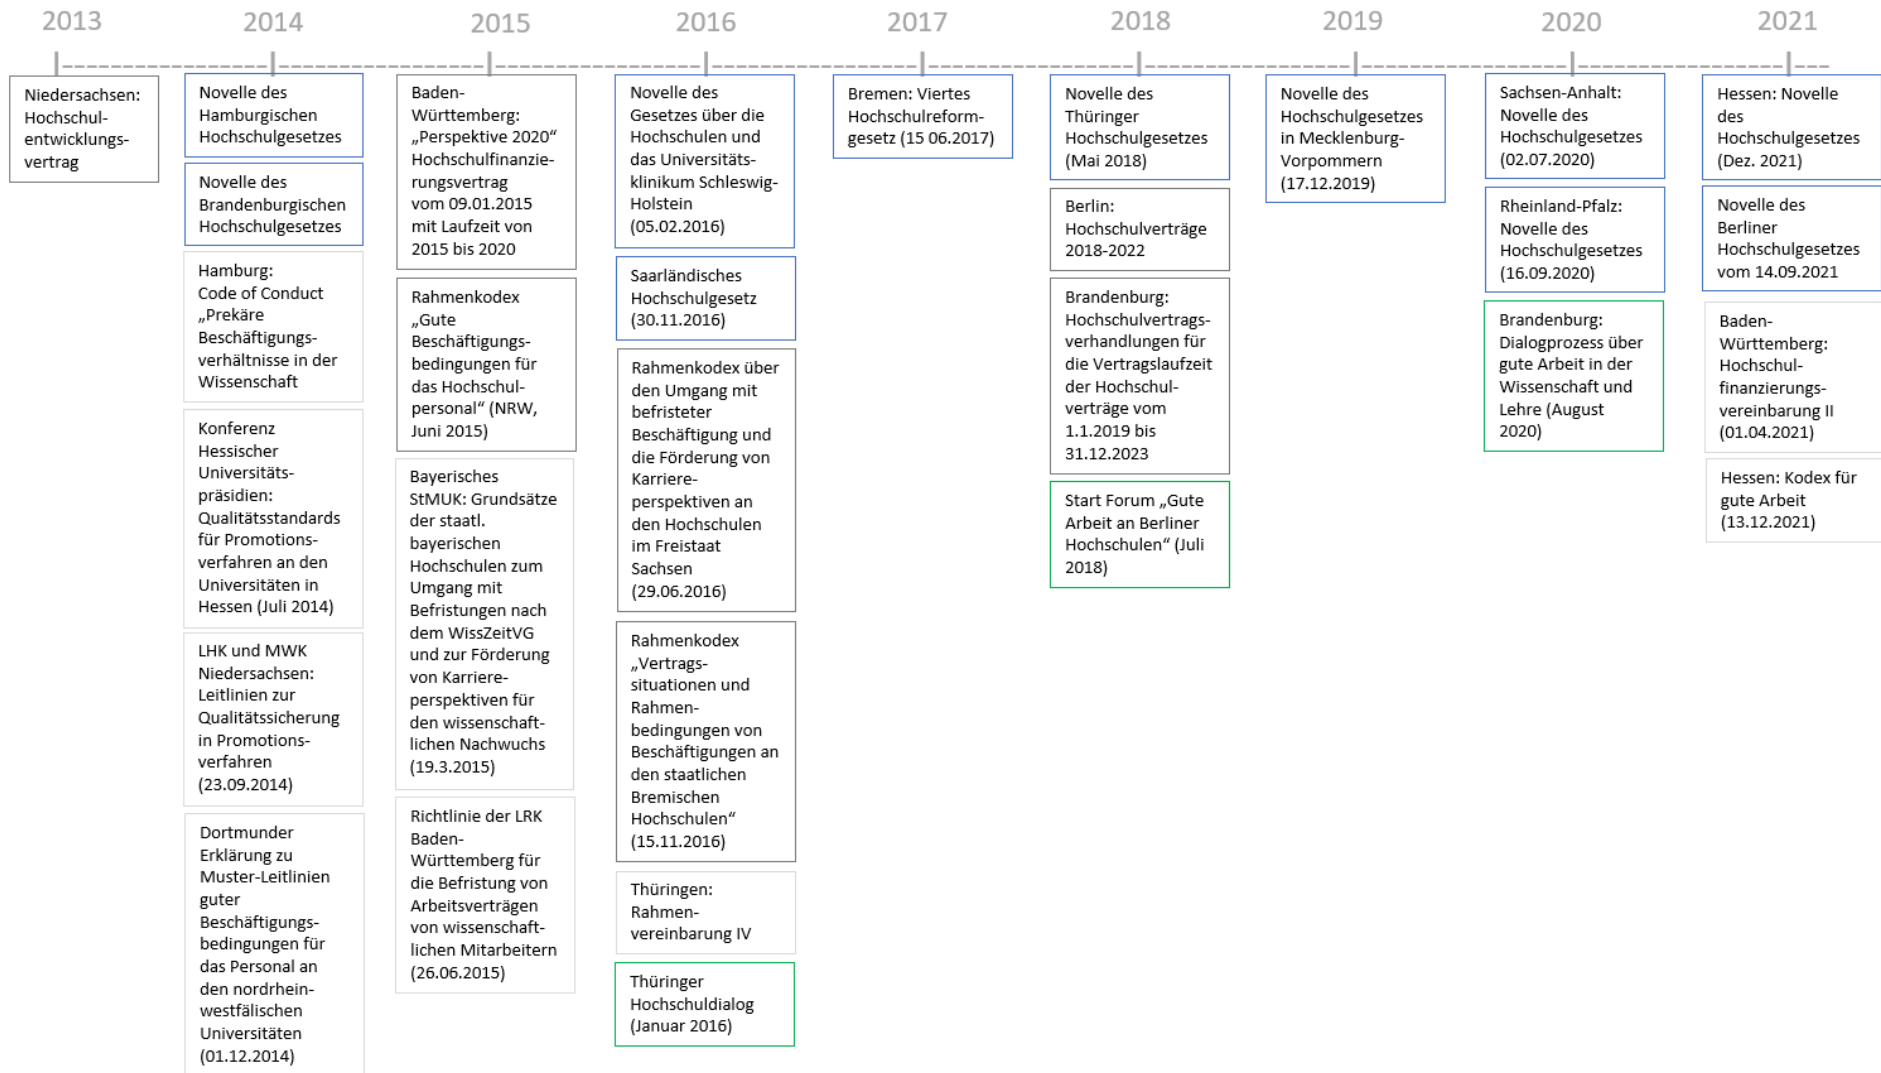 2013
2014
2015
2016
2017
2018
2019
2020
2021
Niedersachsen:
Hochschul-
entwicklungs-
vertrag
Novelle des
Hamburgischen
Hochschulgesetzes
Novelle des
Brandenburgischen
Hochschulgesetzes
Hamburg:
Code of Conduct
„Prekäre
Beschäftigungs-
verhältnisse in der
Wissenschaft
Konferenz
Hessischer
Universitäts-
präsidien:
Qualitätsstandards
für Promotions-
verfahren an den
Universitäten in
Hessen (Juli 2014)
LHK und MWK
Niedersachsen:
Leitlinien zur
Qualitätssicherung
in Promotions-
verfahren
(23.09.2014)
Dortmunder
Erklärung zu
Muster-Leitlinien
guter
Beschäftigungs-
bedingungen für
das Personal an
den nordrhein-
westfälischen
Universitäten
(01.12.2014)
Baden-
Württemberg:
„Perspektive 2020“
Hochschulfinanzie-
rungsvertrag
vom 09.01.2015
mit Laufzeit von
2015 bis 2020
Rahmenkodex
„Gute
Beschäftigungs-
bedingungen für
das Hochschul-
personal“ (NRW,
Juni 2015)
Bayerisches
StMUK: Grundsätze
der staatl.
bayerischen
Hochschulen zum
Umgang mit
Befristungen nach
dem WissZeitVG
und zur Förderung
von Karriere-
perspektiven für
den wissenschaft-
lichen Nachwuchs
(19.3.2015)
Richtlinie der LRK
Baden-
Württemberg für
die Befristung von
Arbeitsverträgen
von wissenschaft-
lichen Mitarbeitern
(26.06.2015)
Novelle des
Gesetzes über die
Hochschulen und
das Universitäts-
klinikum Schleswig-
Holstein
(05.02.2016)
Saarländisches
Hochschulgesetz
(30.11.2016)
Rahmenkodex über
den Umgang mit
befristeter
Beschäftigung und
die Förderung von
Karriere-
perspektiven an
den Hochschulen
im Freistaat
Sachsen
(29.06.2016)
Rahmenkodex
„Vertrags-
situationen und
Rahmen-
bedingungen von
Beschäftigungen an
den staatlichen
Bremischen
Hochschulen“
(15.11.2016)
Thüringen:
Rahmen-
vereinbarung IV
Thüringer
Hochschuldialog
(Januar 2016)
Bremen: Viertes
Hochschulreform-
gesetz (15 06.2017)
Novelle des
Thüringer
Hochschulgesetzes
(Mai 2018)
Berlin:
Hochschulverträge
2018-2022
Brandenburg:
Hochschulvertrags-
verhandlungen für
die Vertragslaufzeit
der Hochschul-
verträge vom
1.1.2019 bis
31.12.2023
Start Forum „Gute
Arbeit an Berliner
Hochschulen“ (Juli
2018)
Novelle des
Hochschulgesetzes
in Mecklenburg-
Vorpommern
(17.12.2019)
Sachsen-Anhalt:
Novelle des
Hochschulgesetzes
(02.07.2020)
Rheinland-Pfalz:
Novelle des
Hochschulgesetzes
(16.09.2020)
Brandenburg:
Dialogprozess über
gute Arbeit in der
Wissenschaft und
Lehre (August
2020)
Hessen: Novelle
des
Hochschulgesetzes
(Dez. 2021)
Novelle des
Berliner
Hochschulgesetzes
vom 14.09.2021
Baden-
Württemberg:
Hochschul-
finanzierungs-
vereinbarung II
(01.04.2021)
Hessen: Kodex für
gute Arbeit
(13.12.2021)